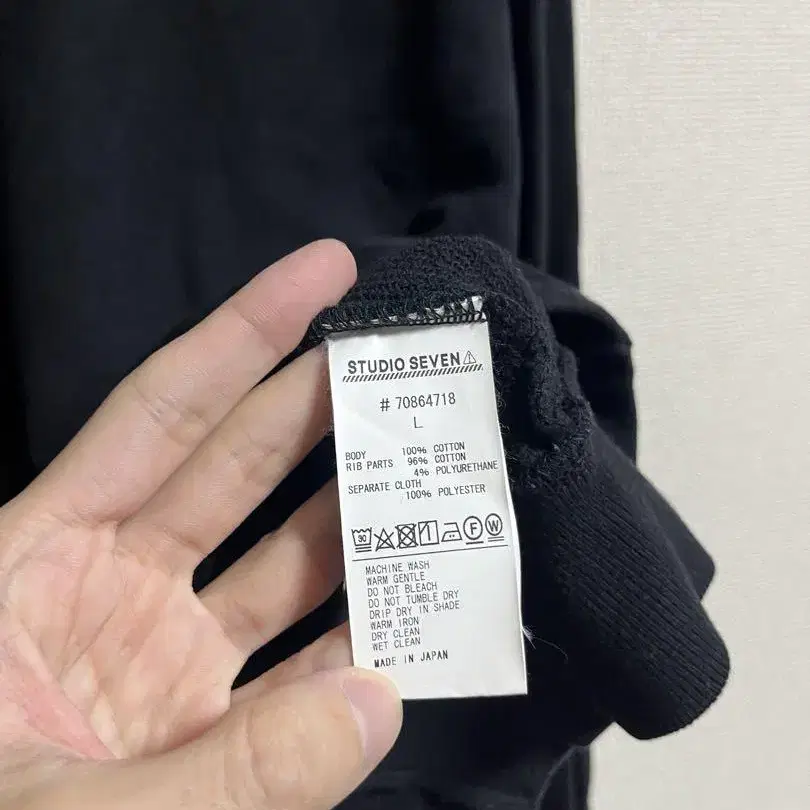 STUDIO SEVEN
# 70864718
L
BODY 100% COTTON
RIB PARTS 96% COTTON
4% POLYURETHANE
SEPARATE CLOTH
100% POLYESTER
30 F W
MACHINE WASH
WARM GENTLE
DO NOT BLEACH
DO NOT TUMBLE DRY
DRIP DRY IN SHADE
WARM IRON
DRY CLEAN
WET CLEAN
MADE IN JAPAN